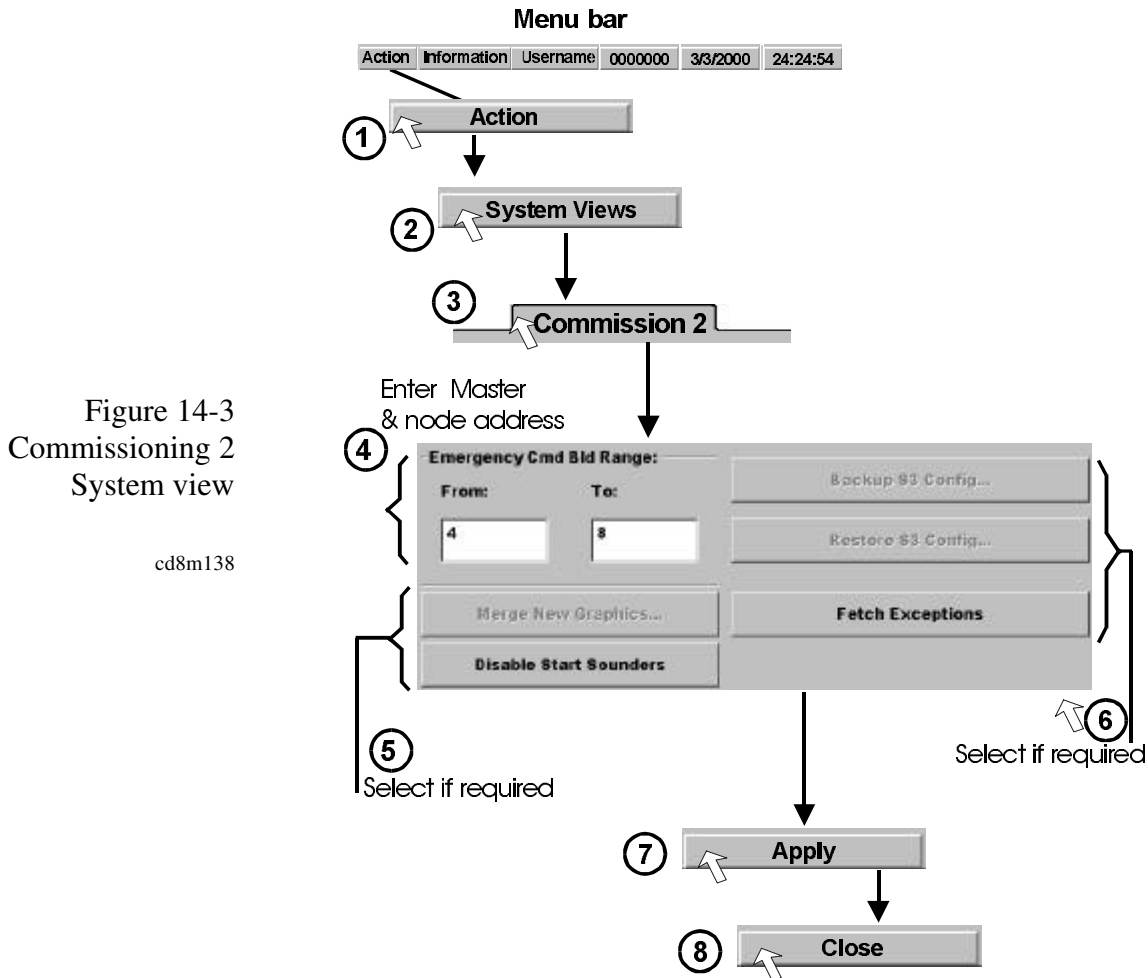 Menu bar
Action Information Username 0000000 3/3/2000 24:24:54
1 Action
2 System Views
3 Commission 2
Figure 14-3
Commissioning 2
System view
cd8m138
Enter Master
& node address
4
Emergency Cmd Bld Range:
From: To:
4 8
Backup S3 Config...
Restore S3 Config...
Merge New Graphics...
Fetch Exceptions
Disable Start Sounders
5
Select if required
6
Select if required
7 Apply
8 Close